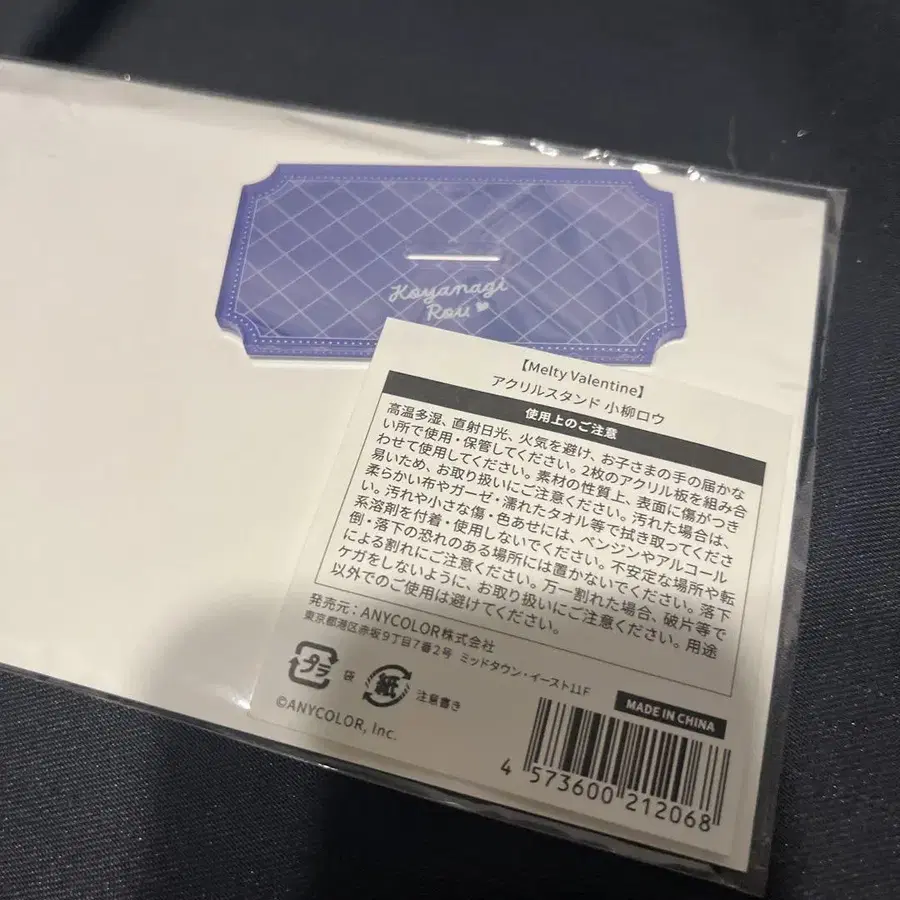 Koyanagi
Rou
【Melty Valentine】
アクリルスタンド 小柳ロウ
使用上のご注意
高温多湿、直射日光、火気を避け、お子さまの手の届かな
い所で使用・保管してください。2枚のアクリル板を組み合
わせて使用してください。素材の性質上、表面に傷がつき
易いため、お取り扱いにご注意ください。汚れた場合は、
柔らかい布やガーゼ・濡れたタオル等で拭き取ってくださ
い。汚れや小さな傷・色あせには、ベンジンやアルコール
系溶剤を付着・使用しないでください。不安定な場所や転
倒・落下の恐れのある場所には置かないでください。落下
による割れにご注意ください。万一割れた場合、破片等で
ケガをしないように、お取り扱いにご注意ください。用途
以外でのご使用は避けてください。
発売元：ANYCOLOR株式会社
東京都港区赤坂9丁目7番2号 ミッドタウン・イースト11F
プラ 袋 紙 注意書き
©ANYCOLOR, Inc.
MADE IN CHINA
4 573600 212068